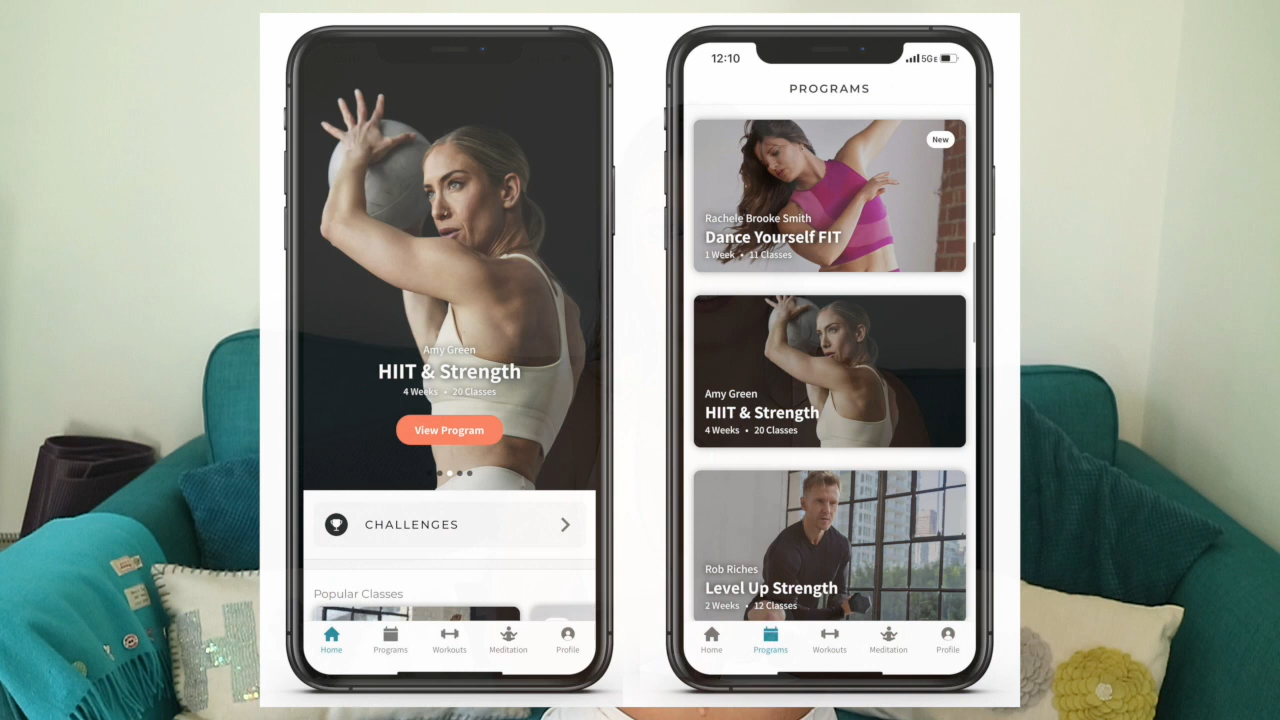 Amy Green
HIIT & Strength
4 Weeks • 20 Classes
View Program
CHALLENGES
Popular Classes
Home
Programs
Workouts
Meditation
Profile
12:10
5GE
PROGRAMS
New
Rachele Brooke Smith
Dance Yourself FIT
1 Week • 11 Classes
Amy Green
HIIT & Strength
4 Weeks • 20 Classes
Rob Riches
Level Up Strength
2 Weeks • 12 Classes
Home
Programs
Workouts
Meditation
Profile
H